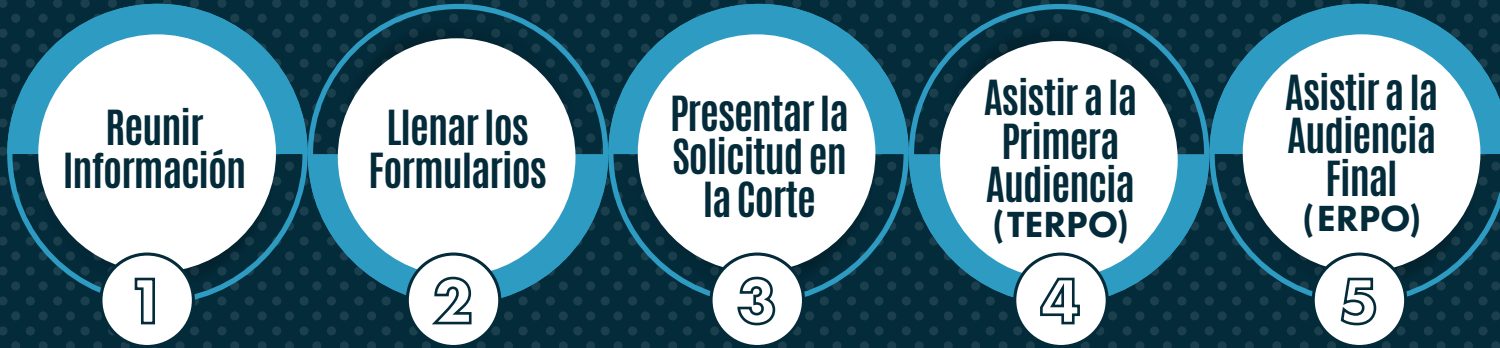 Reunir
Información
1
Llenar los
Formularios
2
Presentar la
Solicitud en
la Corte
3
Asistir a la
Primera
Audiencia
(TERPO)
4
Asistir a la
Audiencia
Final
(ERPO)
5